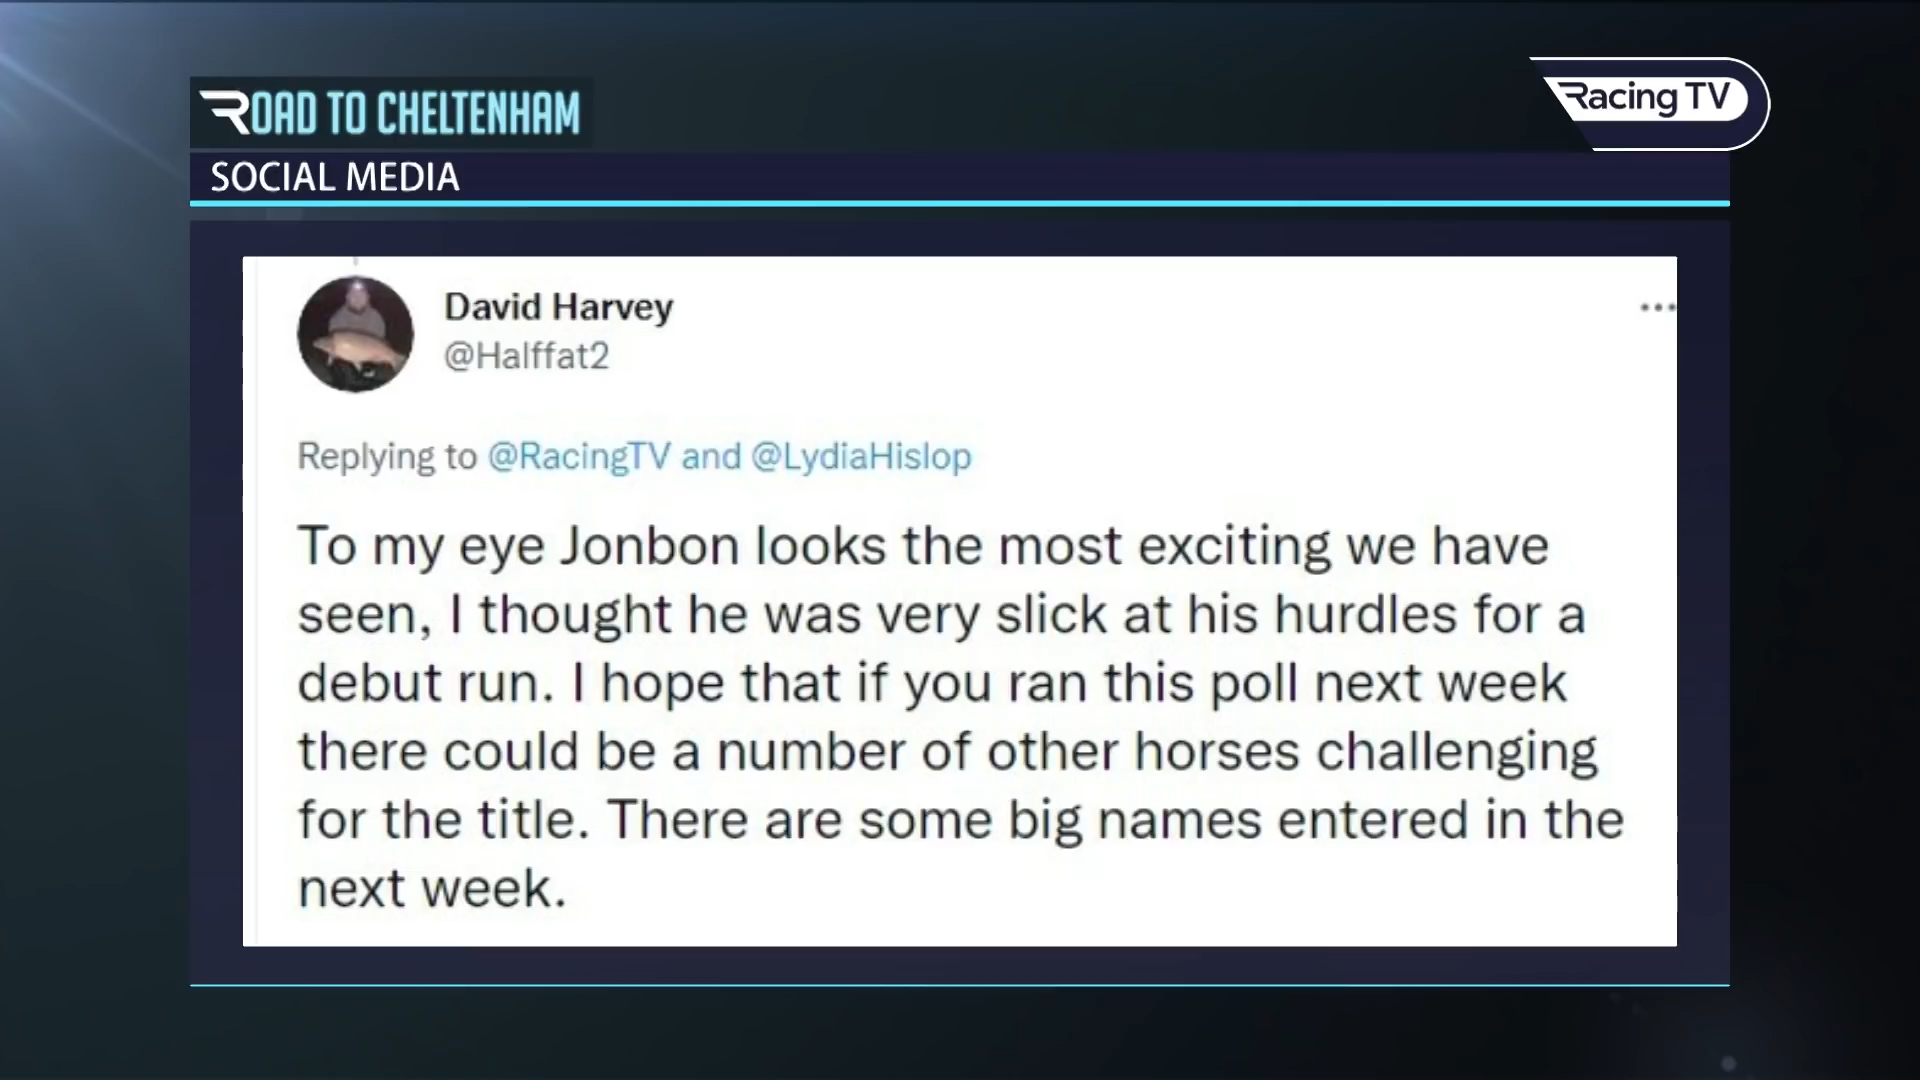 ROAD TO CHELTENHAM
Racing TV
SOCIAL MEDIA
David Harvey
...
@Halffat2
Replying to @RacingTV and @LydiaHislop
To my eye Jonbon looks the most exciting we have
seen, I thought he was very slick at his hurdles for a
debut run. I hope that if you ran this poll next week
there could be a number of other horses challenging
for the title. There are some big names entered in the
next week.